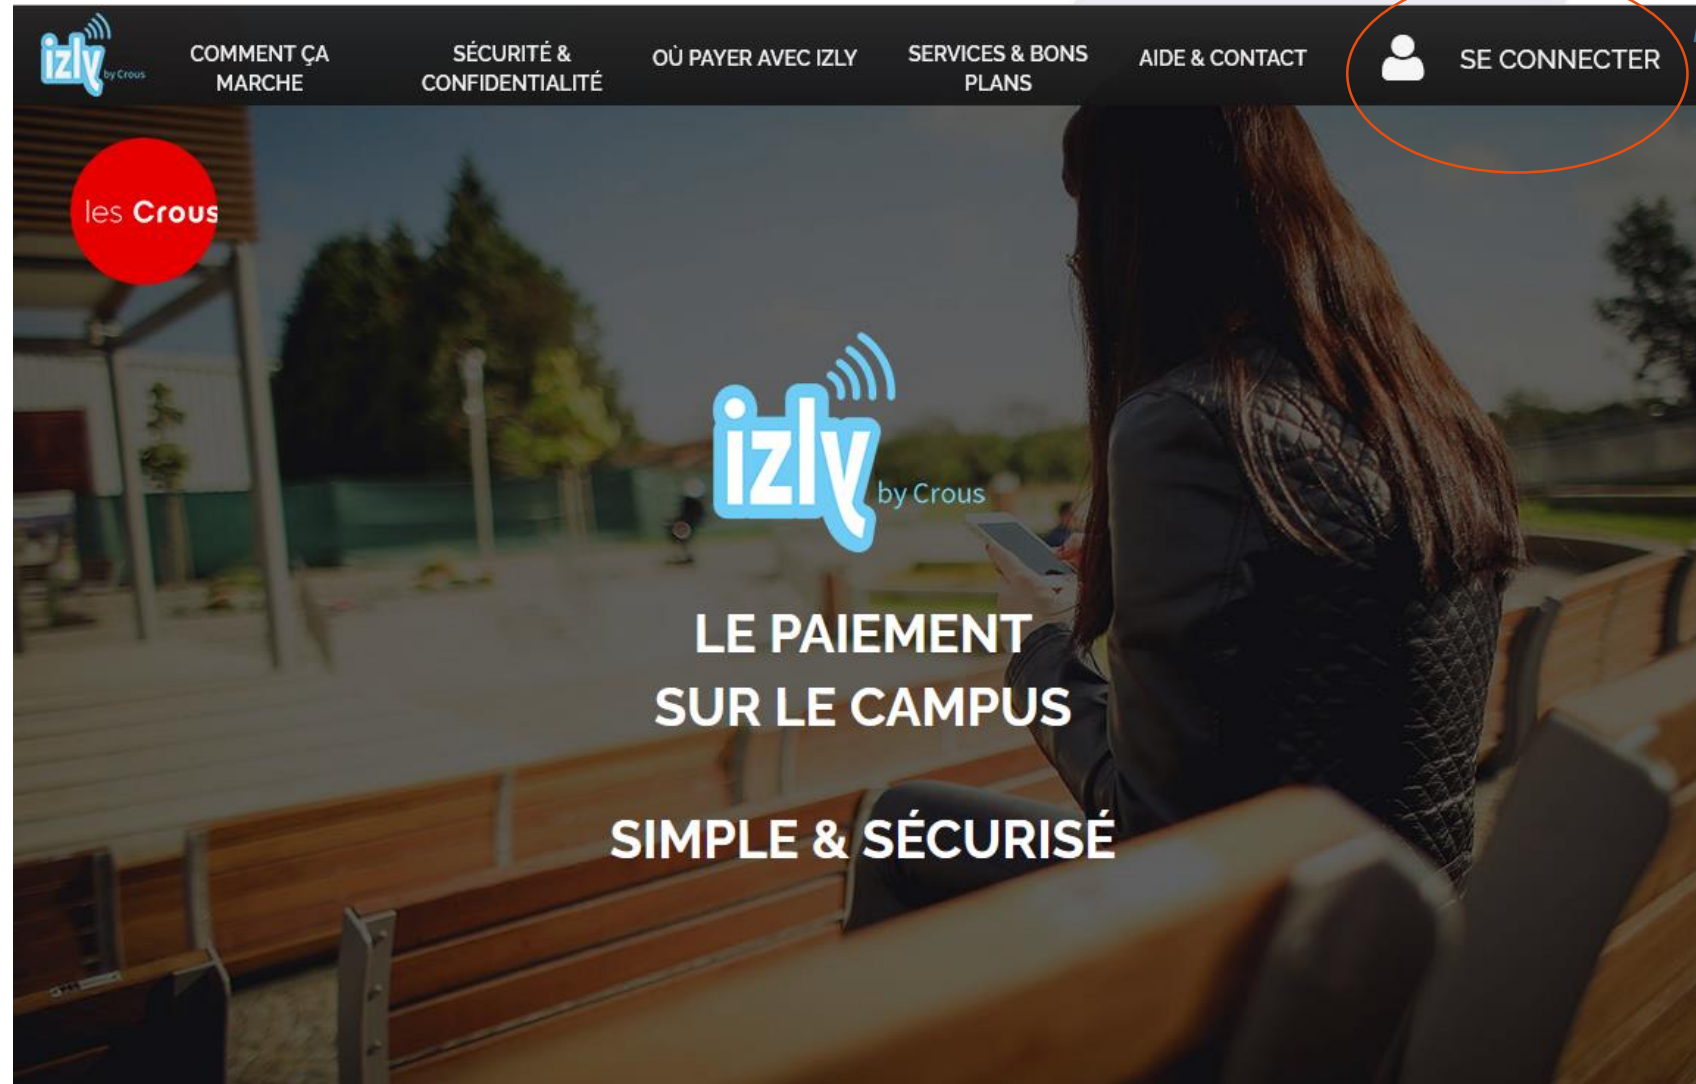 izly
by Crous
COMMENT ÇA
MARCHE
SÉCURITÉ &
CONFIDENTIALITÉ
OÙ PAYER AVEC IZLY
SERVICES & BONS
PLANS
AIDE & CONTACT
SE CONNECTER
les Crous
izly
by Crous
LE PAIEMENT
SUR LE CAMPUS
SIMPLE & SÉCURISÉ